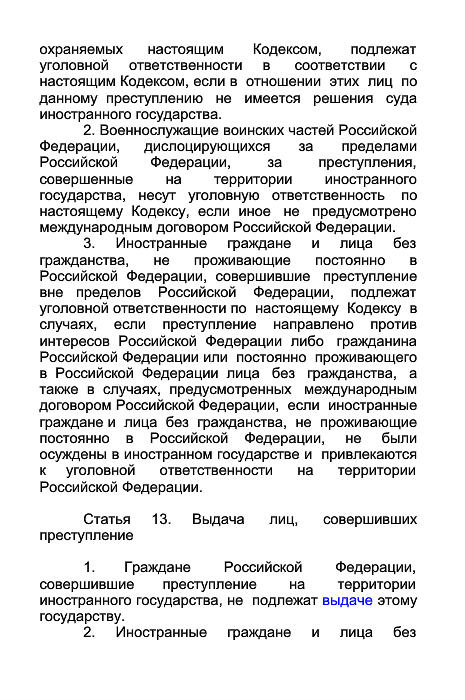 охраняемых настоящим Кодексом, подлежат
уголовной ответственности в соответствии с
настоящим Кодексом, если в отношении этих лиц по
данному преступлению не имеется решения суда
иностранного государства.
2. Военнослужащие воинских частей Российской
Федерации, дислоцирующихся за пределами
Российской Федерации, за преступления,
совершенные на территории иностранного
государства, несут уголовную ответственность по
настоящему Кодексу, если иное не предусмотрено
международным договором Российской Федерации.
3. Иностранные граждане и лица без
гражданства, не проживающие постоянно в
Российской Федерации, совершившие преступление
вне пределов Российской Федерации, подлежат
уголовной ответственности по настоящему Кодексу в
случаях, если преступление направлено против
интересов Российской Федерации либо гражданина
Российской Федерации или постоянно проживающего
в Российской Федерации лица без гражданства, а
также в случаях, предусмотренных международным
договором Российской Федерации, если иностранные
граждане и лица без гражданства, не проживающие
постоянно в Российской Федерации, не были
осуждены в иностранном государстве и привлекаются
к уголовной ответственности на территории
Российской Федерации.
Статья 13. Выдача лиц, совершивших
преступление
1. Граждане Российской Федерации,
совершившие преступление на территории
иностранного государства, не подлежат выдаче этому
государству.
2. Иностранные граждане и лица без